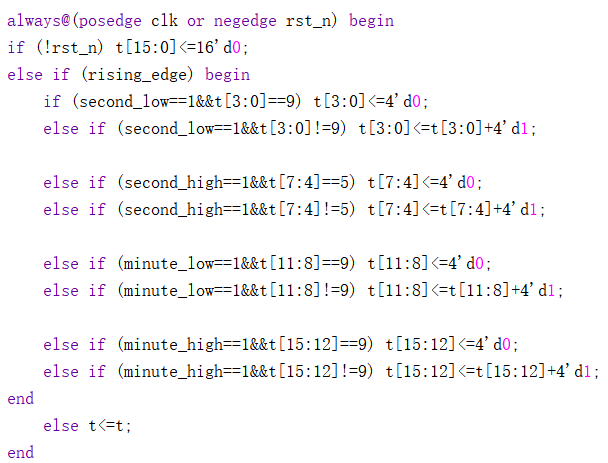 always@(posedge clk or negedge rst_n) begin
if (!rst_n) t[15:0]<=16'd0;
else if (rising_edge) begin
    if (second_low==1&&t[3:0]==9) t[3:0]<=4'd0;
    else if (second_low==1&&t[3:0]!=9) t[3:0]<=t[3:0]+4'd1;

    else if (second_high==1&&t[7:4]==5) t[7:4]<=4'd0;
    else if (second_high==1&&t[7:4]!=5) t[7:4]<=t[7:4]+4'd1;

    else if (minute_low==1&&t[11:8]==9) t[11:8]<=4'd0;
    else if (minute_low==1&&t[11:8]!=9) t[11:8]<=t[11:8]+4'd1;

    else if (minute_high==1&&t[15:12]==9) t[15:12]<=4'd0;
    else if (minute_high==1&&t[15:12]!=9) t[15:12]<=t[15:12]+4'd1;
end
    else t<=t;
end